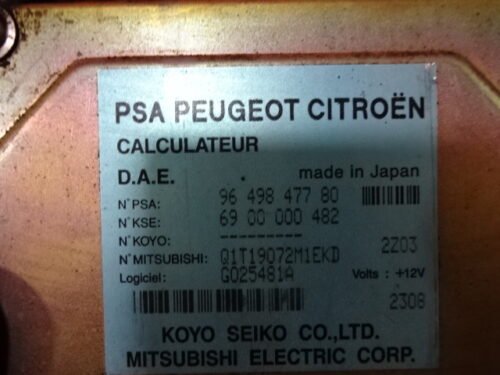 PSA PEUGEOT CITROËN
CALCULATEUR
D.A.E. made in Japan
N°PSA: 96 498 477 80
N°KSE: 69 00 000 482
N°KOYO: ---------
N°MITSUBISHI: Q1T19072M1EKD 2Z03
Logiciel: G025481A Volts : +12V
2308
KOYO SEIKO CO.,LTD.
MITSUBISHI ELECTRIC CORP.